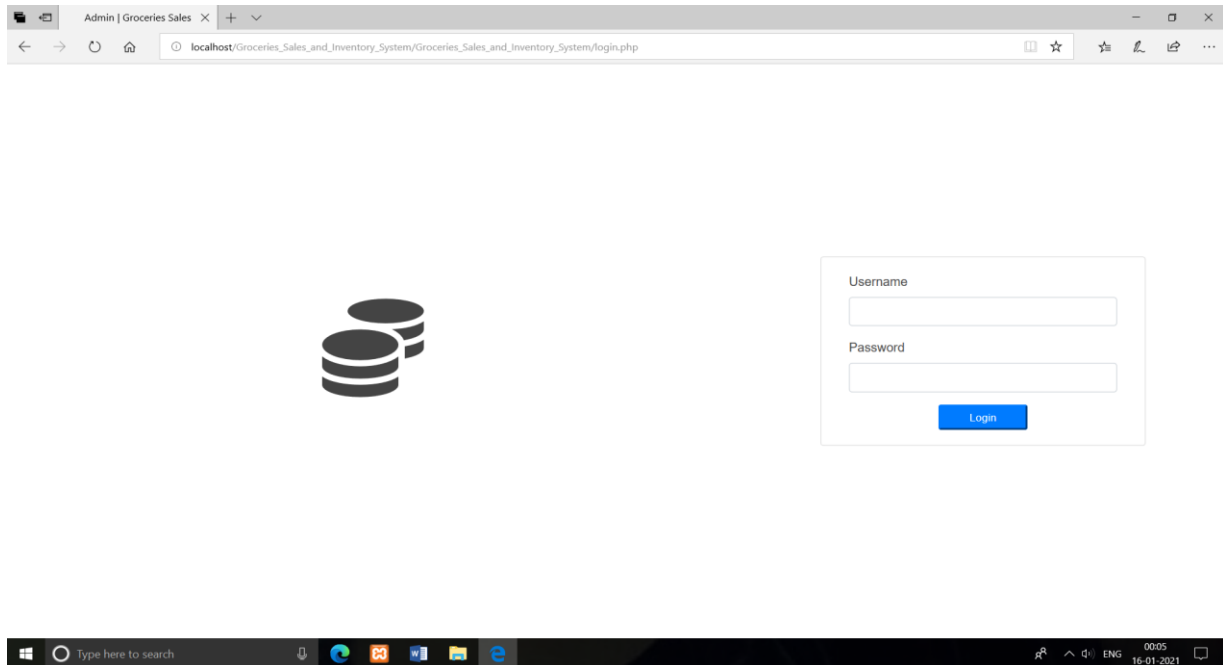 Admin | Groceries Sales
localhost/Groceries_Sales_and_Inventory_System/Groceries_Sales_and_Inventory_System/login.php
Username
Password
Login
Type here to search
ENG
00:05
16-01-2021